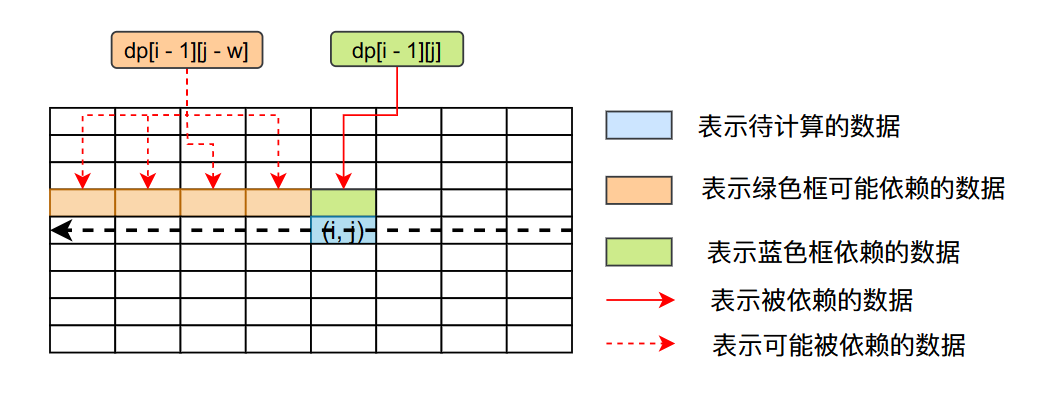 dp[i - 1][j - w]
dp[i - 1][j]
(i, j)
表示待计算的数据
表示绿色框可能依赖的数据
表示蓝色框依赖的数据
表示被依赖的数据
表示可能被依赖的数据